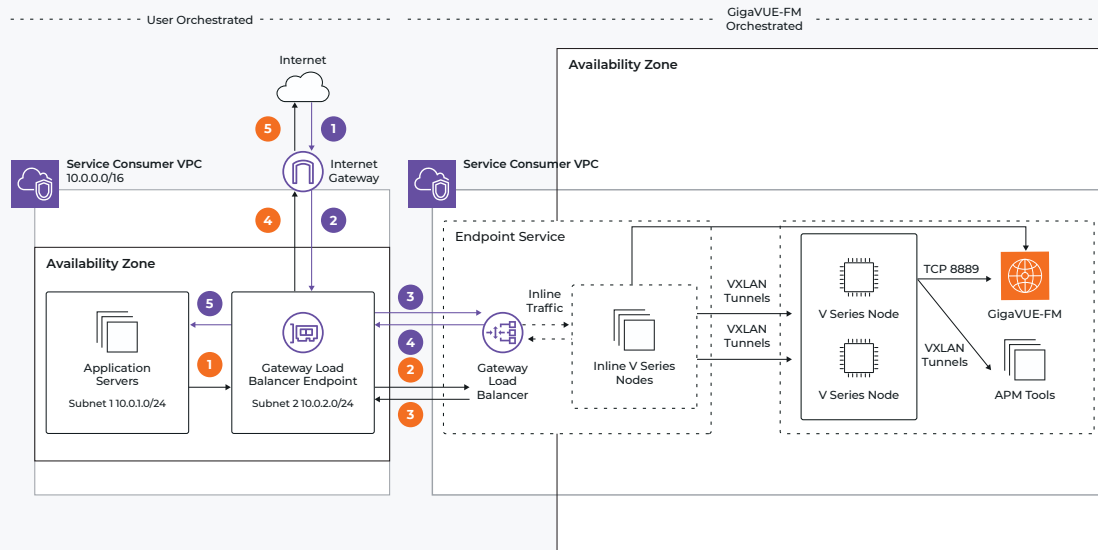 User Orchestrated
GigaVUE-FM
Orchestrated
Internet
Availability Zone
5
1
Service Consumer VPC
10.0.0.0/16
Internet
Gateway
Service Consumer VPC
4
2
Endpoint Service
Availability Zone
TCP 8889
VXLAN
Tunnels
Inline
Traffic
5
3
V Series Node
GigaVUE-FM
VXLAN
Tunnels
4
VXLAN
Tunnels
Application
Servers
1
Gateway Load
Balancer Endpoint
2
Gateway
Load
Balancer
Inline V Series
Nodes
V Series Node
APM Tools
Subnet 1 10.0.1.0/24
Subnet 2 10.0.2.0/24
3